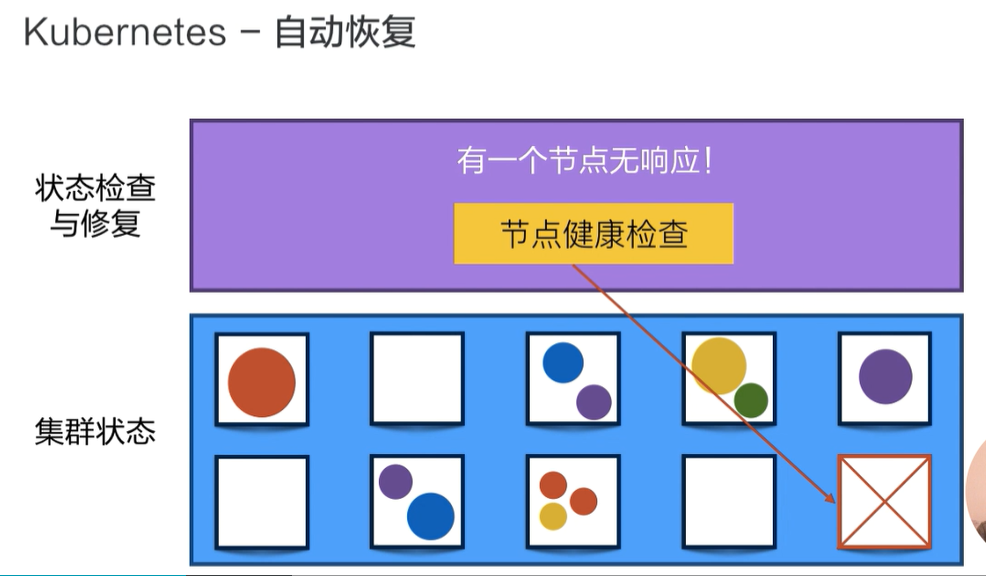 Kubernetes – 自动恢复
有一个节点无响应！
状态检查
与修复
节点健康检查
集群状态